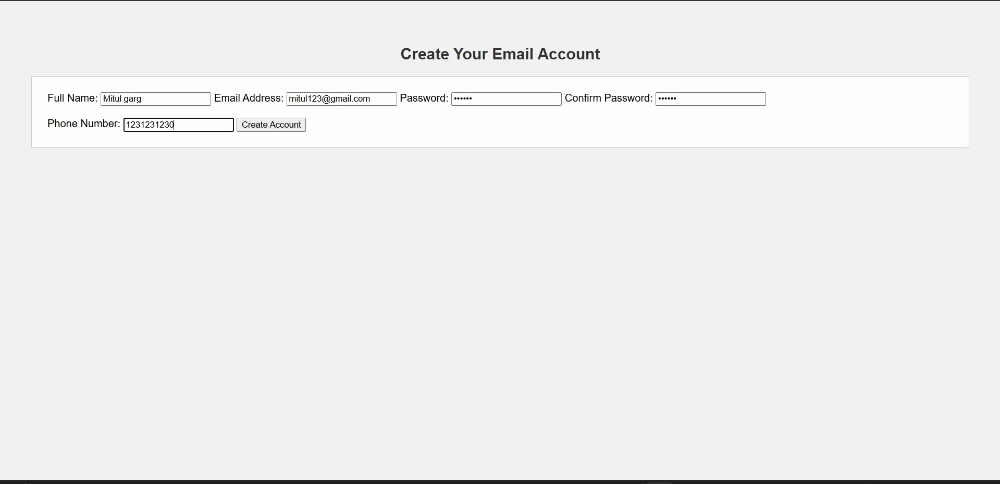 Create Your Email Account
Full Name: Mitul garg Email Address: mitul123@gmail.com Password: •••••• Confirm Password: ••••••
Phone Number: 1231231230 Create Account